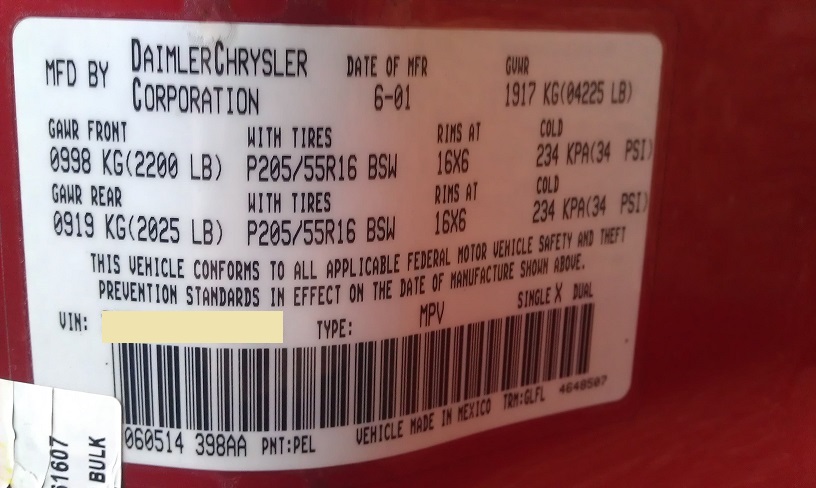 MFD BY DAIMLERCHRYSLER CORPORATION
DATE OF MFR
6-01
GVWR
1917 KG(04225 LB)
GAWR FRONT WITH TIRES RIMS AT COLD
0998 KG(2200 LB) P205/55R16 BSW 16X6 234 KPA(34 PSI)
GAWR REAR WITH TIRES RIMS AT COLD
0919 KG(2025 LB) P205/55R16 BSW 16X6 234 KPA(34 PSI)
THIS VEHICLE CONFORMS TO ALL APPLICABLE FEDERAL MOTOR VEHICLE SAFETY AND THEFT
PREVENTION STANDARDS IN EFFECT ON THE DATE OF MANUFACTURE SHOWN ABOVE.
VIN: TYPE: MPV SINGLE X DUAL
060514 398AA PNT:PEL VEHICLE MADE IN MEXICO TRM:GLFL 4648507
61607
BULK